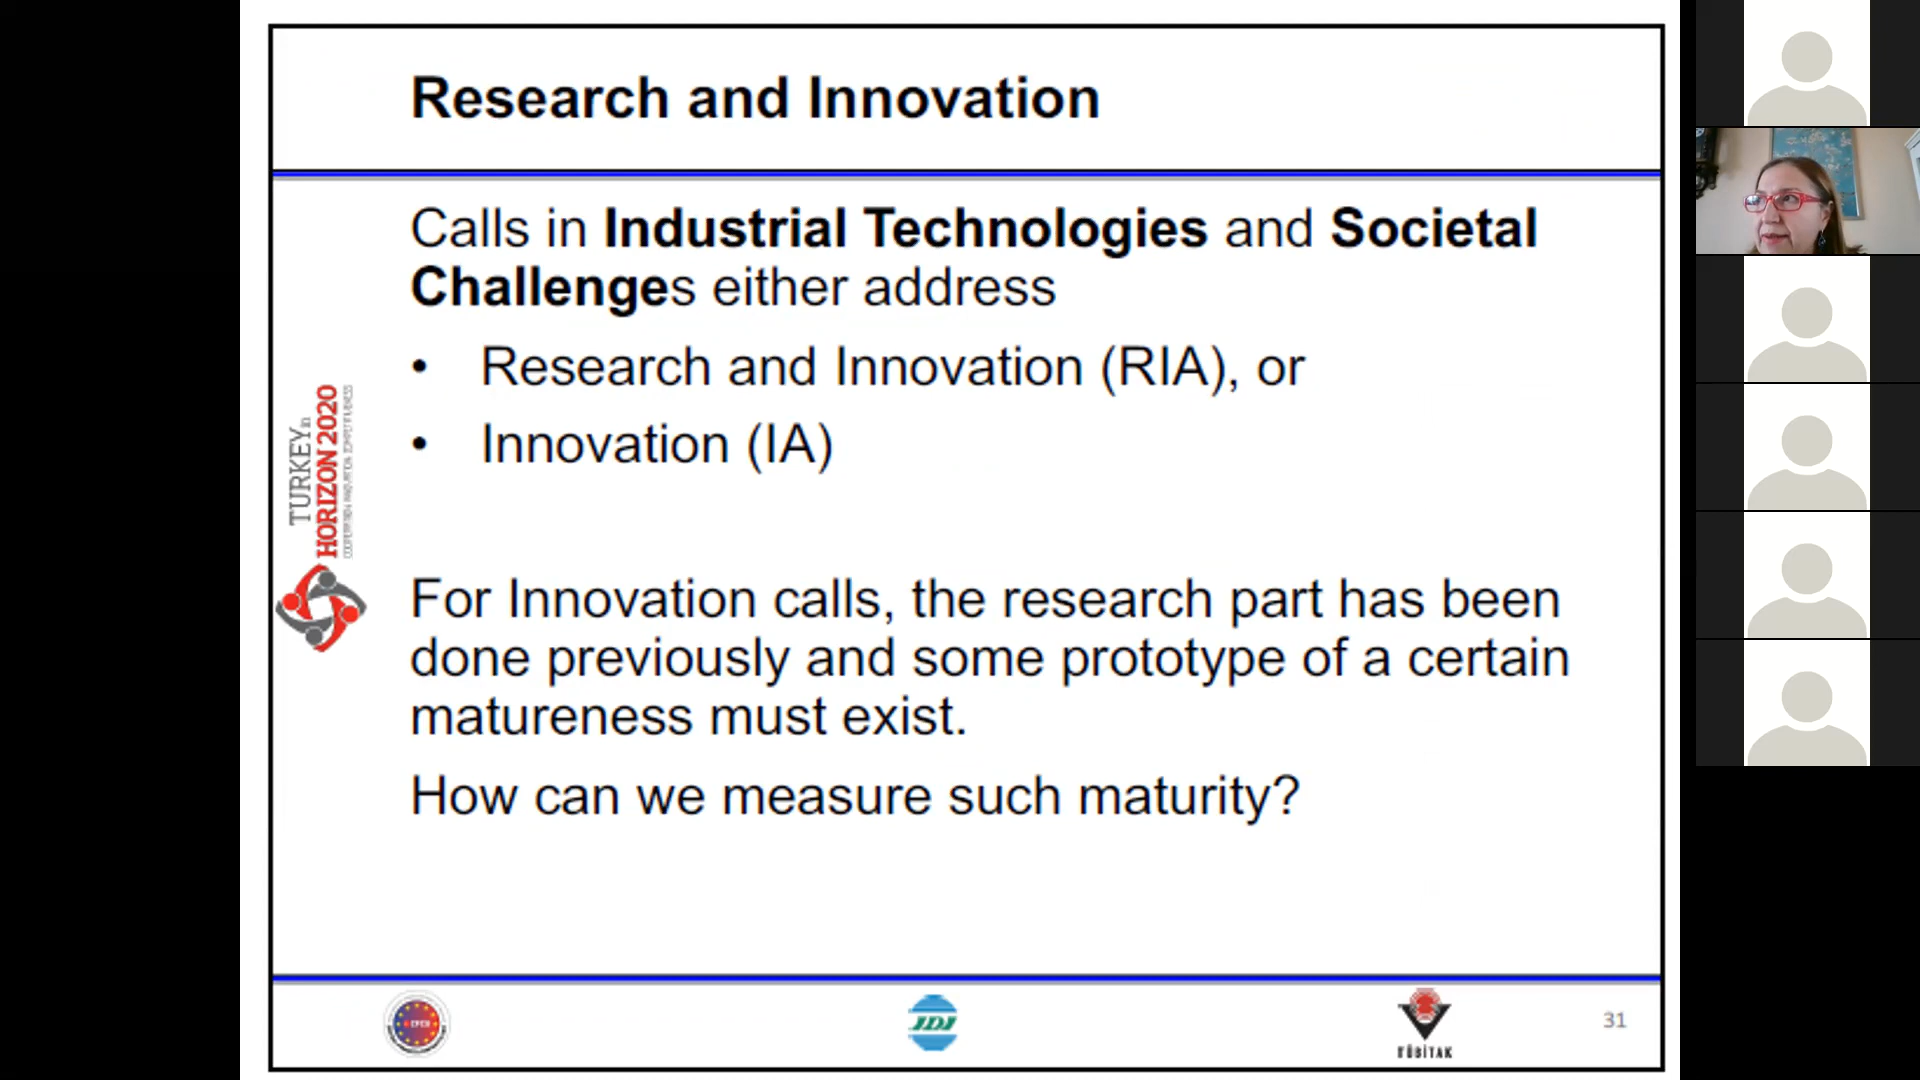 Research and Innovation
Calls in Industrial Technologies and Societal
Challenges either address
• Research and Innovation (RIA), or
• Innovation (IA)
For Innovation calls, the research part has been
done previously and some prototype of a certain
matureness must exist.
How can we measure such maturity?
TURKEY in
HORIZON 2020
TÜBİTAK
31